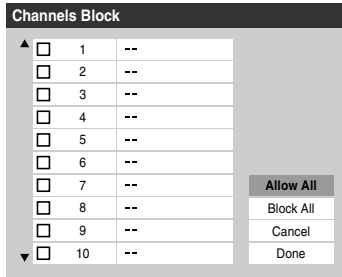 Channels Block
1 --
2 --
3 --
4 --
5 --
6 --
7 --
8 --
9 --
10 --
Allow All
Block All
Cancel
Done